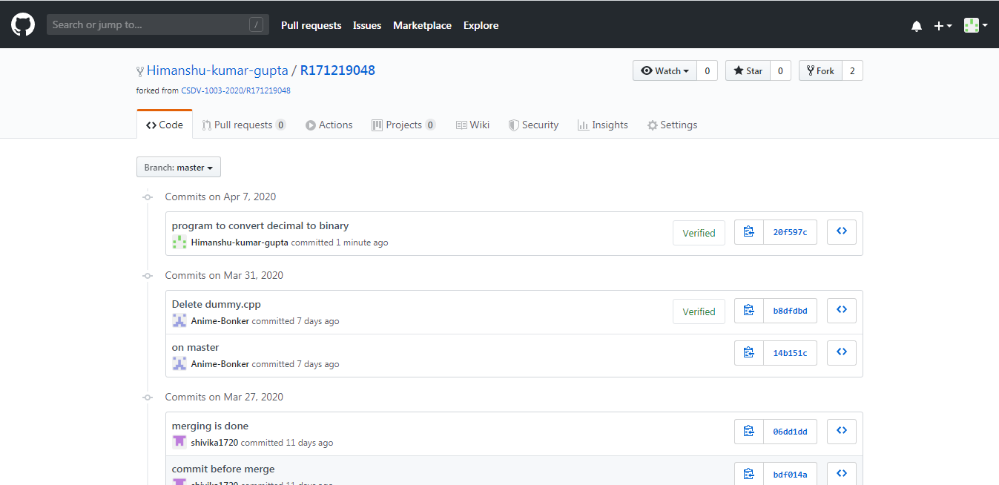 Search or jump to... / Pull requests Issues Marketplace Explore
Himanshu-kumar-gupta / R171219048 Watch 0 Star 0 Fork 2
forked from CSDV-1003-2020/R171219048
Code Pull requests 0 Actions Projects 0 Wiki Security Insights Settings
Branch: master
Commits on Apr 7, 2020
program to convert decimal to binary
Himanshu-kumar-gupta committed 1 minute ago Verified 20f597c
Commits on Mar 31, 2020
Delete dummy.cpp
Anime-Bonker committed 7 days ago Verified b8dfdbd
on master
Anime-Bonker committed 7 days ago 14b151c
Commits on Mar 27, 2020
merging is done
shivika1720 committed 11 days ago 06dd1dd
commit before merge bdf014a
shivika1720 committed 11 days ago